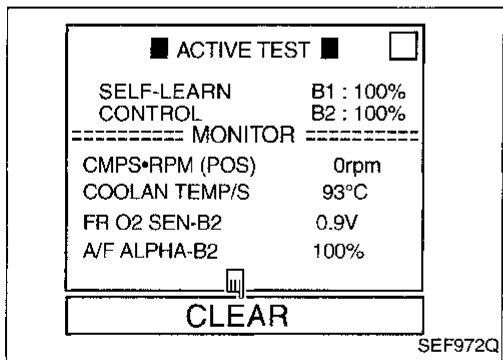 ■ ACTIVE TEST ■
SELF-LEARN B1 : 100%
CONTROL B2 : 100%
========= MONITOR =========
CMPS•RPM (POS) 0rpm
COOLAN TEMP/S 93°C
FR O2 SEN-B2 0.9V
A/F ALPHA-B2 100%
CLEAR
SEF972Q